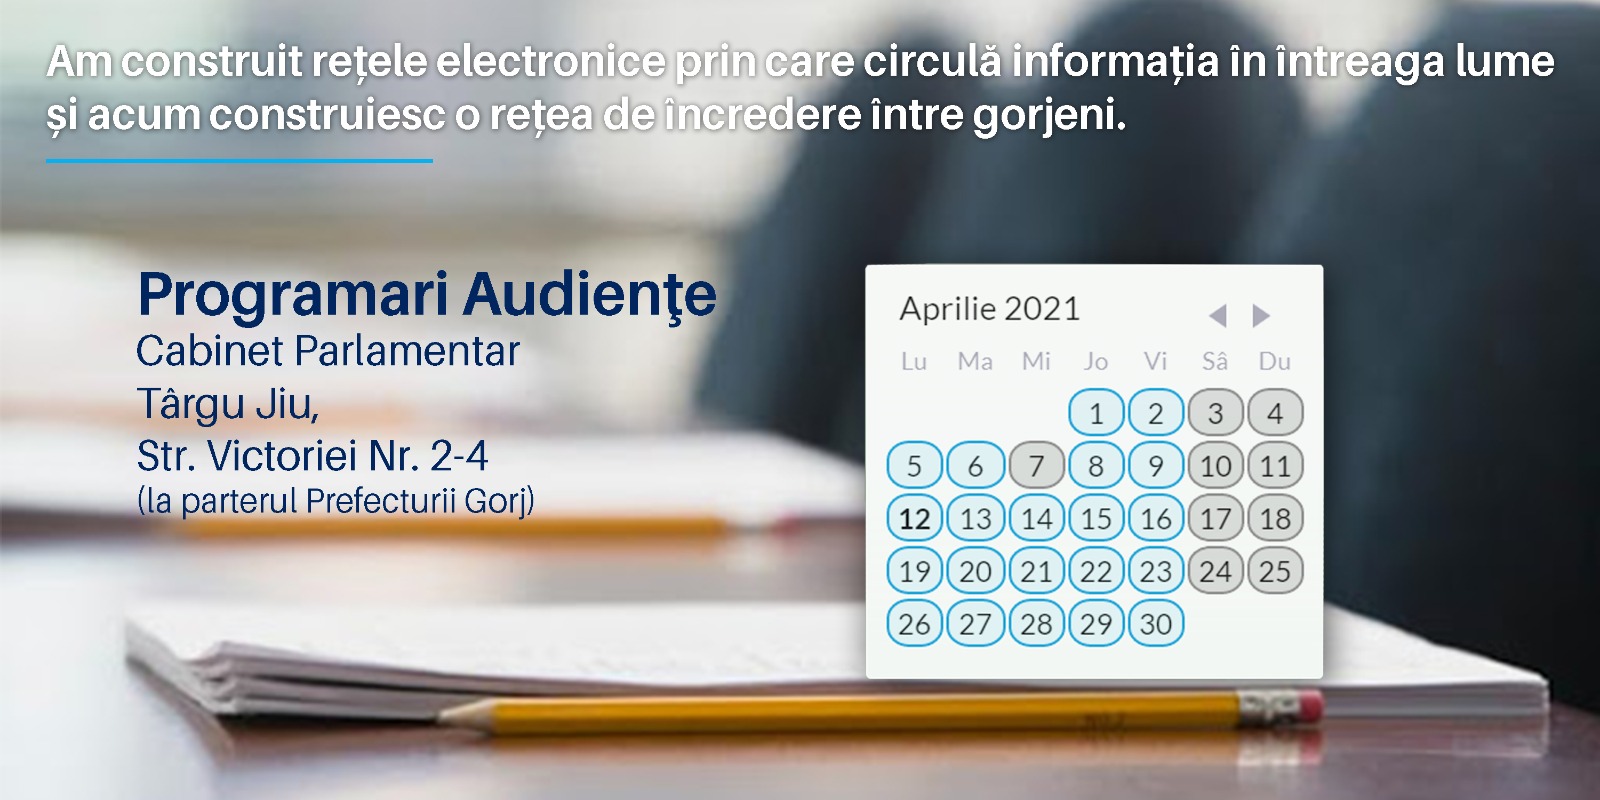 Am construit rețele electronice prin care circulă informația în întreaga lume
și acum construiesc o rețea de încredere între gorjeni.
Programari Audienţe
Cabinet Parlamentar
Târgu Jiu,
Str. Victoriei Nr. 2-4
(la parterul Prefecturii Gorj)
Aprilie 2021
Lu Ma Mi Jo Vi Sâ Du
1 2 3 4
5 6 7 8 9 10 11
12 13 14 15 16 17 18
19 20 21 22 23 24 25
26 27 28 29 30